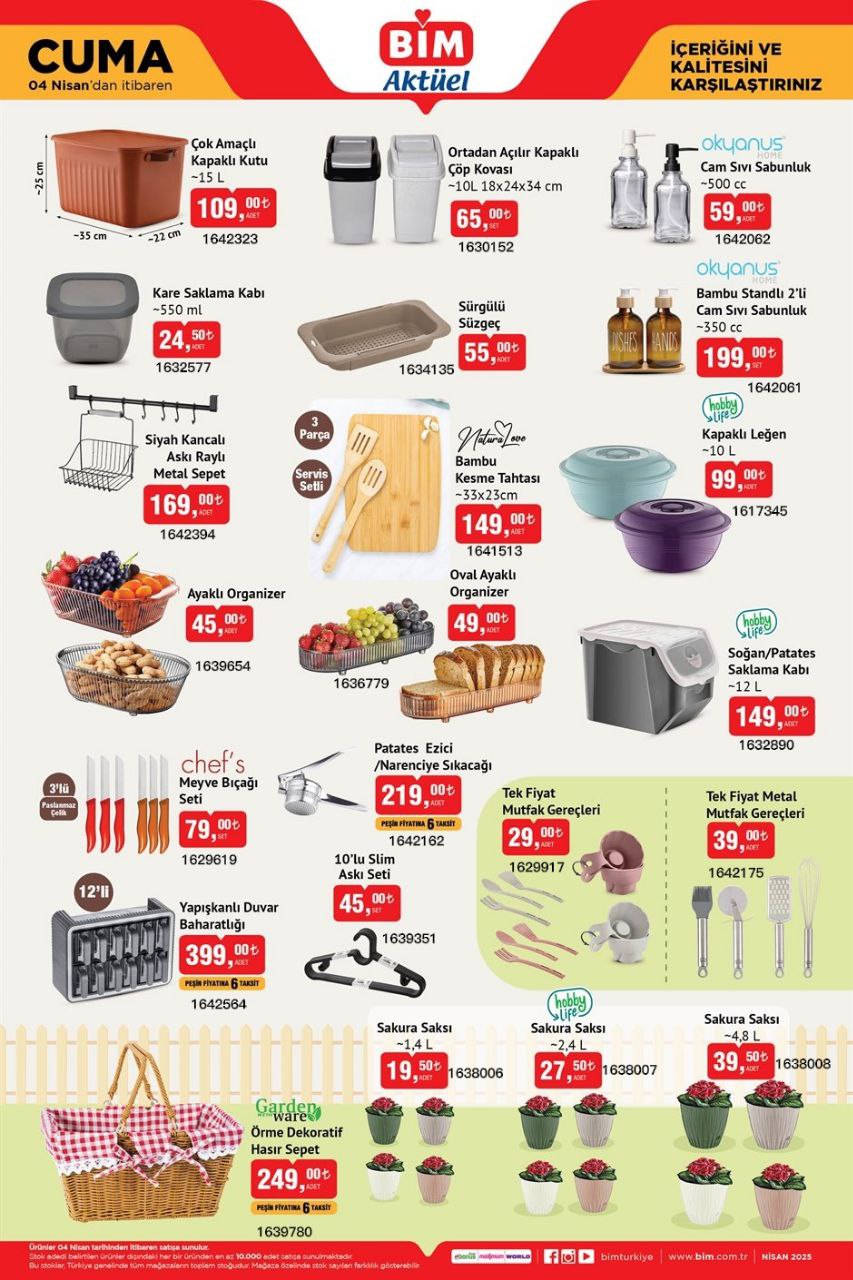 CUMA
04 Nisan'dan itibaren
BİM
Aktüel
İÇERİĞİNİ VE
KALİTESİNİ
KARŞILAŞTIRINIZ
Çok Amaçlı
Kapaklı Kutu
~15 L
109,00₺
ADET
1642323
~25 cm
~35 cm
~22 cm
Ortadan Açılır Kapaklı
Çöp Kovası
~10L 18x24x34 cm
65,00₺
ADET
1630152
okyanus
HOME
Cam Sıvı Sabunluk
~500 cc
59,00₺
ADET
1642062
Kare Saklama Kabı
~550 ml
24,50₺
ADET
1632577
Sürgülü
Süzgeç
55,00₺
ADET
1634135
okyanus
HOME
Bambu Standlı 2'li
Cam Sıvı Sabunluk
~350 cc
199,00₺
SET
1642061
DISHES
HANDS
Siyah Kancalı
Askı Raylı
Metal Sepet
169,00₺
ADET
1642394
3
Parça
Servis
Setli
NaturaLove
Bambu
Kesme Tahtası
~33x23cm
149,00₺
ADET
1641513
hobby
life
Kapaklı Leğen
~10 L
99,00₺
ADET
1617345
Ayaklı Organizer
45,00₺
ADET
1639654
Oval Ayaklı
Organizer
49,00₺
ADET
1636779
hobby
life
Soğan/Patates
Saklama Kabı
~12 L
149,00₺
ADET
1632890
3'lü
Paslanmaz
Çelik
chef's
Meyve Bıçağı
Seti
79,00₺
SET
1629619
Patates Ezici
/Narenciye Sıkacağı
219,00₺
ADET
PEŞİN FİYATINA 6 TAKSİT
1642162
Tek Fiyat
Mutfak Gereçleri
29,00₺
ADET
1629917
Tek Fiyat Metal
Mutfak Gereçleri
39,00₺
ADET
1642175
12'li
Yapışkanlı Duvar
Baharatlığı
399,00₺
ADET
PEŞİN FİYATINA 6 TAKSİT
1642564
10'lu Slim
Askı Seti
45,00₺
SET
1639351
Sakura Saksı
~1,4 L
19,50₺
ADET
1638006
hobby
life
Sakura Saksı
~2,4 L
27,50₺
ADET
1638007
Sakura Saksı
~4,8 L
39,50₺
ADET
1638008
Garden
ware
Örme Dekoratif
Hasır Sepet
249,00₺
ADET
PEŞİN FİYATINA 6 TAKSİT
1639780
Ürünler 04 Nisan tarihinden itibaren satışa sunulur.
Stok adedi belirtilen ürünler dışındaki her bir üründen en az 10.000 adet satışa sunulmaktadır.
Bu stoklar, Türkiye genelinde tüm mağazaların toplam stoğudur. Mağaza özelinde stok sayıları farklılık gösterebilir.
ebonus maximum WORLD
bimturkiye
www.bim.com.tr
NİSAN 2025